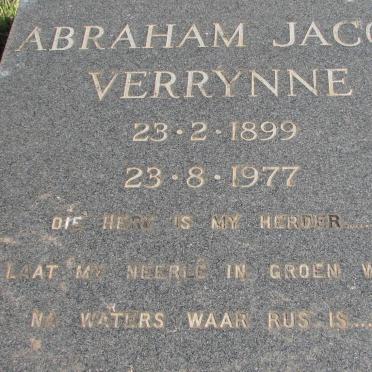 ABRAHAM JACO
VERRYNNE
23·2·1899
23·8·1977
DIE HERE IS MY HERDER....
LAAT MY NEERLÊ IN GROEN W
NA WATERS WAAR RUS IS....